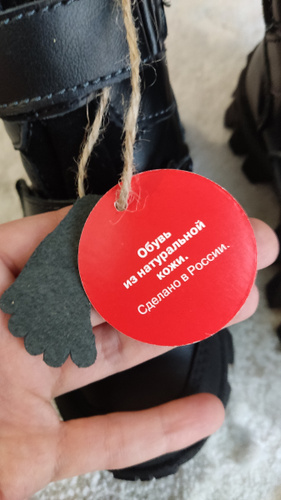 Обувь
из натуральной
кожи.
Сделано в России.